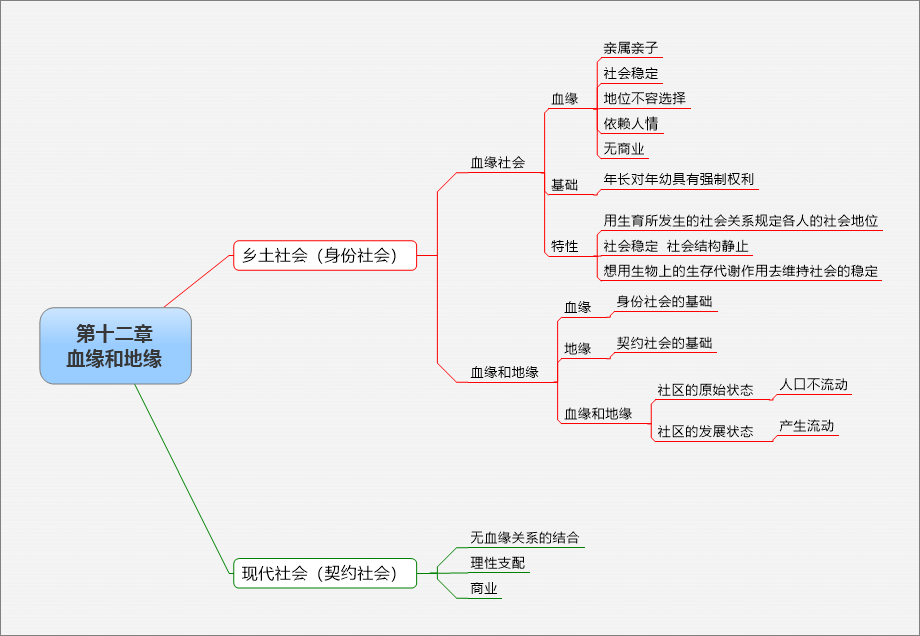 第十二章
血缘和地缘
乡土社会（身份社会）
血缘社会
血缘
亲属亲子
社会稳定
地位不容选择
依赖人情
无商业
基础
年长对年幼具有强制权利
特性
用生育所发生的社会关系规定各人的社会地位
社会稳定 社会结构静止
想用生物上的生存代谢作用去维持社会的稳定
血缘和地缘
血缘
身份社会的基础
地缘
契约社会的基础
血缘和地缘
社区的原始状态
人口不流动
社区的发展状态
产生流动
现代社会（契约社会）
无血缘关系的结合
理性支配
商业